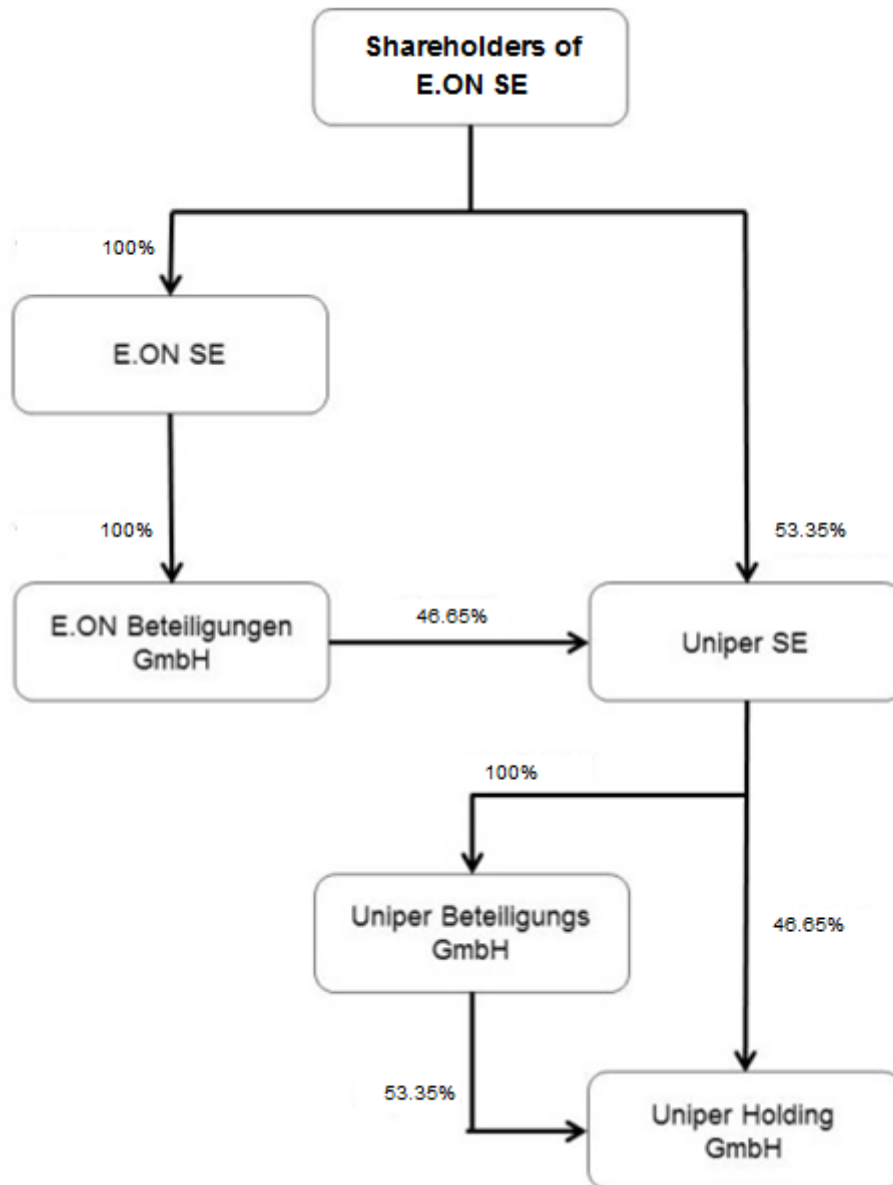 Shareholders of
E.ON SE
100%
E.ON SE
100%
53.35%
E.ON Beteiligungen
GmbH
46.65%
Uniper SE
100%
Uniper Beteiligungs
GmbH
46.65%
53.35%
Uniper Holding
GmbH